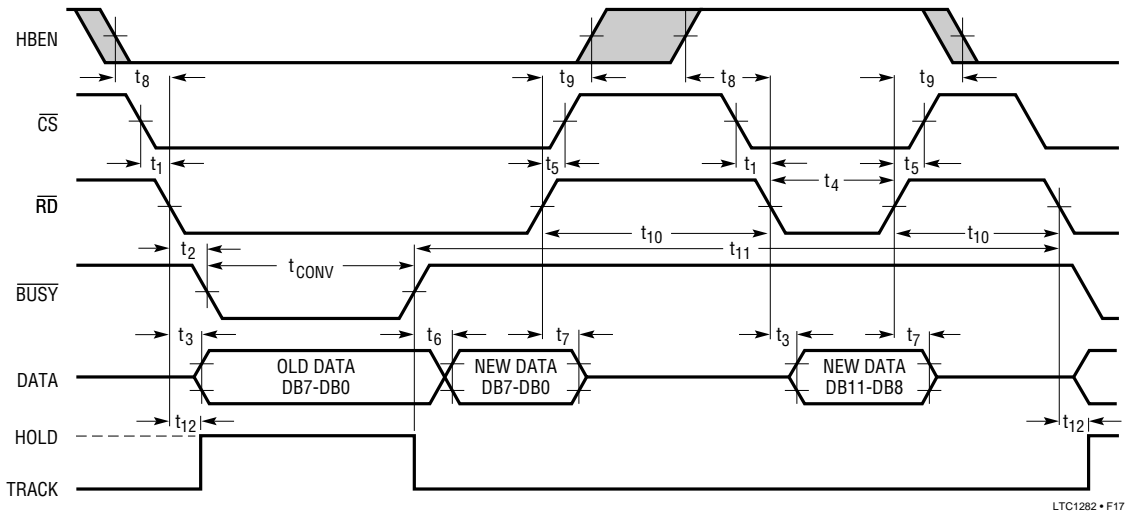 HBEN
t8 t9 t8 t9
CS
t1 t5 t1 t4 t5
RD
t2 tCONV t10 t11 t10
BUSY
t3 t6 t7 t3 t7
DATA
OLD DATA
DB7-DB0
NEW DATA
DB7-DB0
NEW DATA
DB11-DB8
t12 t12
HOLD
TRACK
LTC1282 • F17